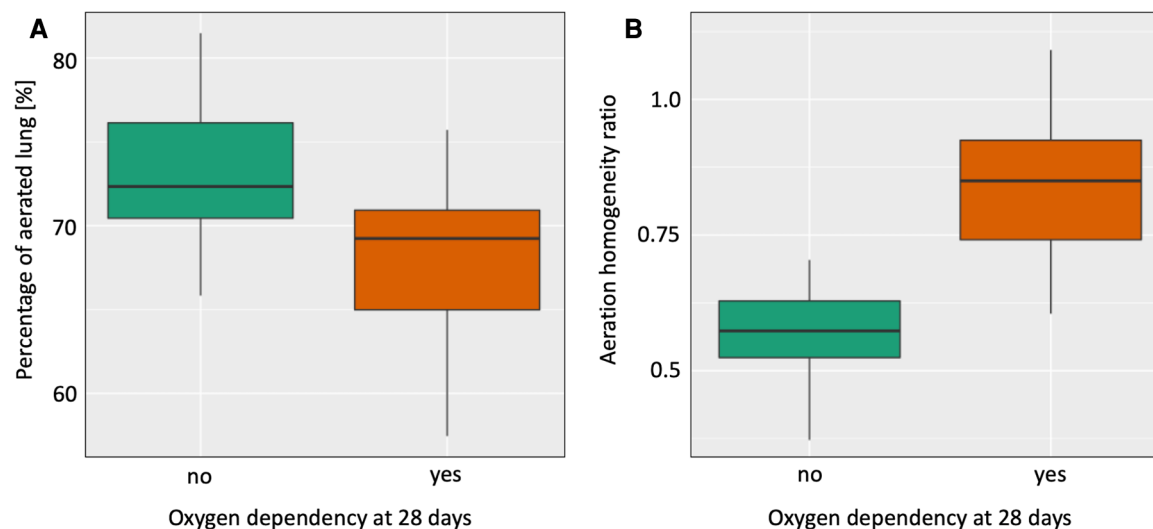 A
Percentage of aerated lung [%]
80
70
60
no
yes
Oxygen dependency at 28 days
B
Aeration homogeneity ratio
1.0
0.75
0.5
no
yes
Oxygen dependency at 28 days